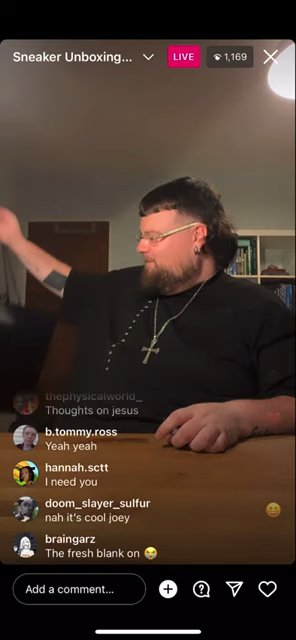 Sneaker Unboxing...
LIVE
1,169
thephysicalworld_
Thoughts on jesus
b.tommy.ross
Yeah yeah
hannah.sctt
I need you
doom_slayer_sulfur
nah it's cool joey
braingarz
The fresh blank on 😂
Add a comment...